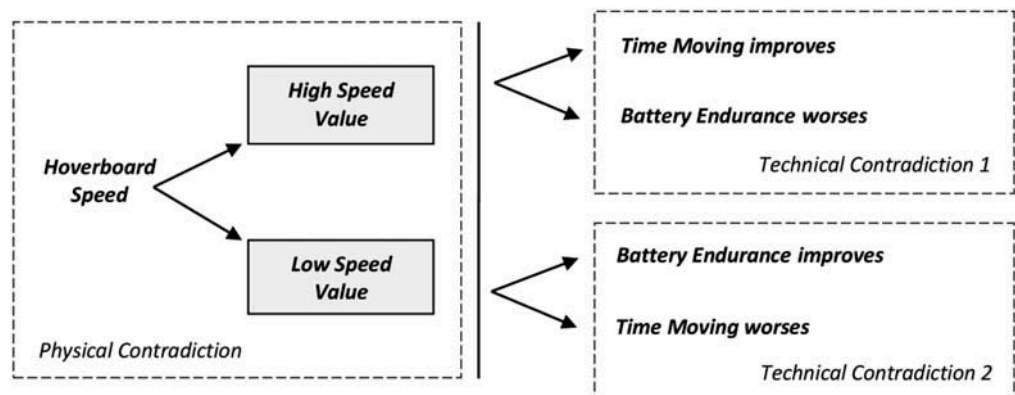 Hoverboard
Speed
High Speed
Value
Low Speed
Value
Physical Contradiction
Time Moving improves
Battery Endurance worses
Technical Contradiction 1
Battery Endurance improves
Time Moving worses
Technical Contradiction 2